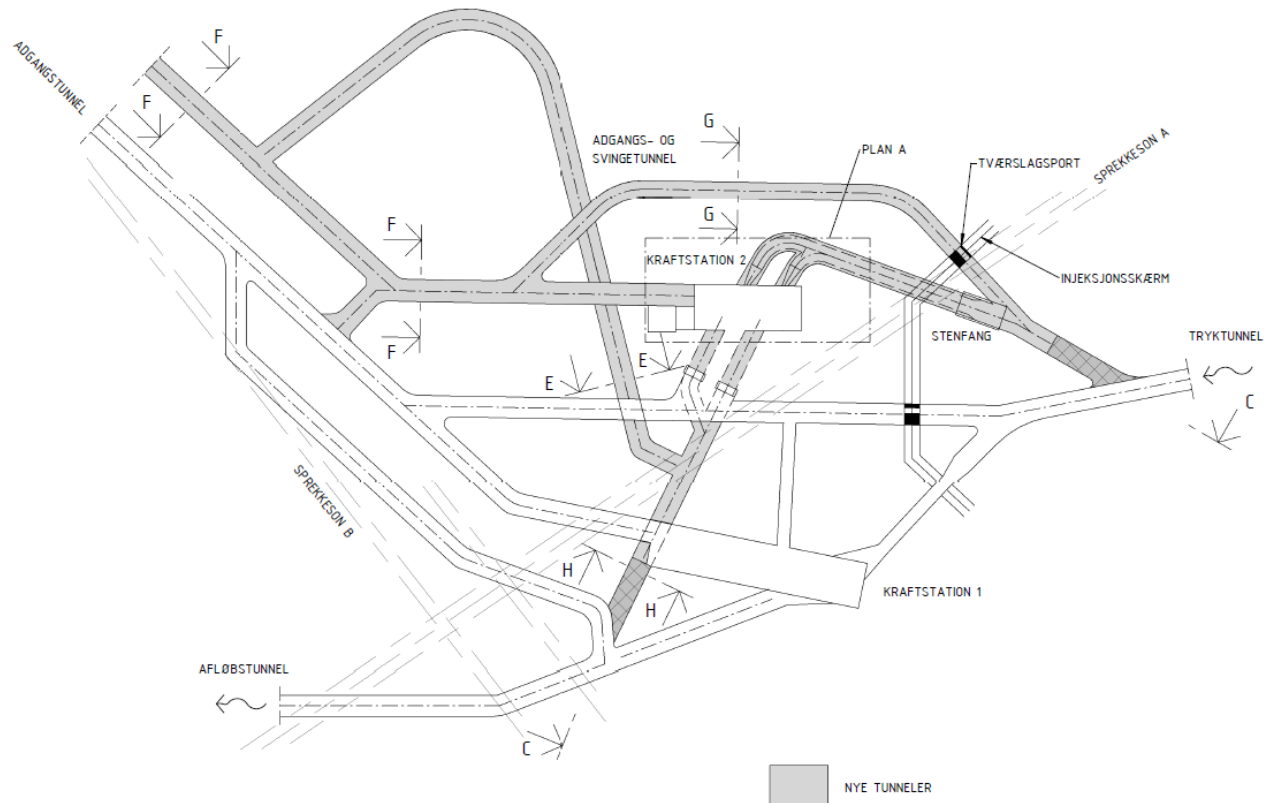 F
ADGANGSTUNNEL
F
G
ADGANGS- OG
SVINGETUNNEL
PLAN A
TVÆRSLAGSPORT
SPREKKESON A
F
G
KRAFTSTATION 2
INJEKSJONSSKÆRM
F
STENFANG
TRYKTUNNEL
E
E
C
SPREKKESON B
H
H
KRAFTSTATION 1
AFLØBSTUNNEL
C
NYE TUNNELER